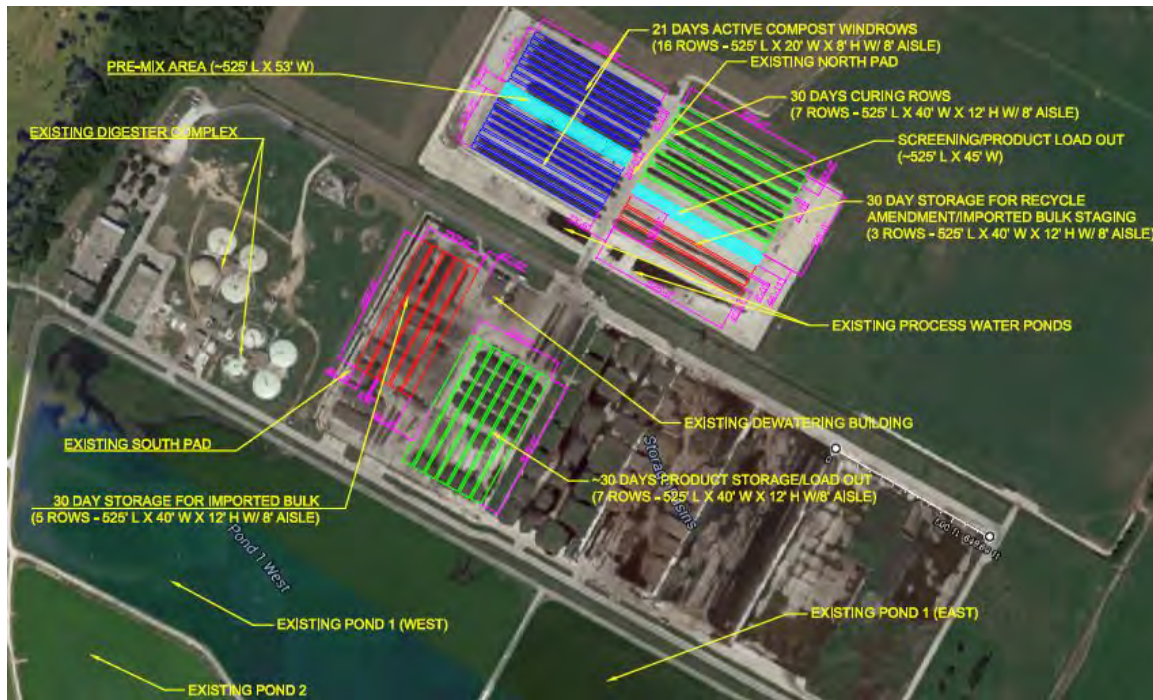 21 DAYS ACTIVE COMPOST WINDROWS
(16 ROWS - 525' L X 20' W X 8' H W/ 8' AISLE)
PRE-MIX AREA (~525' L X 53' W)
EXISTING NORTH PAD
30 DAYS CURING ROWS
(7 ROWS - 525' L X 40' W X 12' H W/ 8' AISLE)
EXISTING DIGESTER COMPLEX
SCREENING/PRODUCT LOAD OUT
(~525' L X 45' W)
30 DAY STORAGE FOR RECYCLE
AMENDMENT/IMPORTED BULK STAGING
(3 ROWS - 525' L X 40' W X 12' H W/ 8' AISLE)
EXISTING PROCESS WATER PONDS
EXISTING DEWATERING BUILDING
EXISTING SOUTH PAD
Storage Basins
~30 DAYS PRODUCT STORAGE/LOAD OUT
(7 ROWS - 525' L X 40' W X 12' H W/8' AISLE)
30 DAY STORAGE FOR IMPORTED BULK
(5 ROWS - 525' L X 40' W X 12' H W/ 8' AISLE)
Pond 1 West
EXISTING POND 1 (WEST)
EXISTING POND 1 (EAST)
EXISTING POND 2